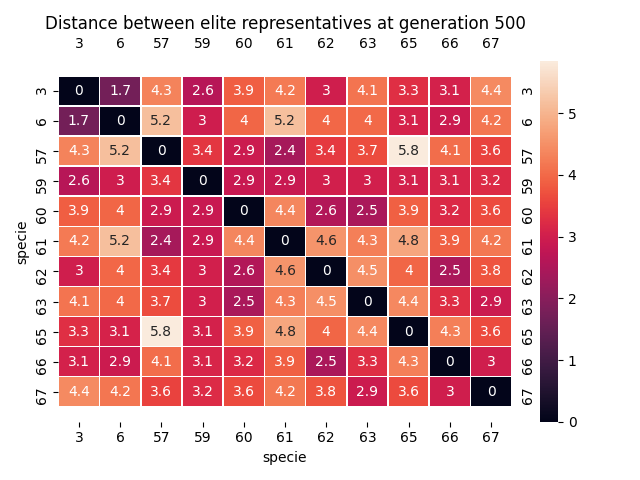 Distance between elite representatives at generation 500
3 6 57 59 60 61 62 63 65 66 67
3 0 1.7 4.3 2.6 3.9 4.2 3 4.1 3.3 3.1 4.4 3
6 1.7 0 5.2 3 4 5.2 4 4 3.1 2.9 4.2 6
57 4.3 5.2 0 3.4 2.9 2.4 3.4 3.7 5.8 4.1 3.6 57
59 2.6 3 3.4 0 2.9 2.9 3 3 3.1 3.1 3.2 59
60 3.9 4 2.9 2.9 0 4.4 2.6 2.5 3.9 3.2 3.6 60
61 4.2 5.2 2.4 2.9 4.4 0 4.6 4.3 4.8 3.9 4.2 61
62 3 4 3.4 3 2.6 4.6 0 4.5 4 2.5 3.8 62
63 4.1 4 3.7 3 2.5 4.3 4.5 0 4.4 3.3 2.9 63
65 3.3 3.1 5.8 3.1 3.9 4.8 4 4.4 0 4.3 3.6 65
66 3.1 2.9 4.1 3.1 3.2 3.9 2.5 3.3 4.3 0 3 66
67 4.4 4.2 3.6 3.2 3.6 4.2 3.8 2.9 3.6 3 0 67
3 6 57 59 60 61 62 63 65 66 67
specie
specie
5
4
3
2
1
0